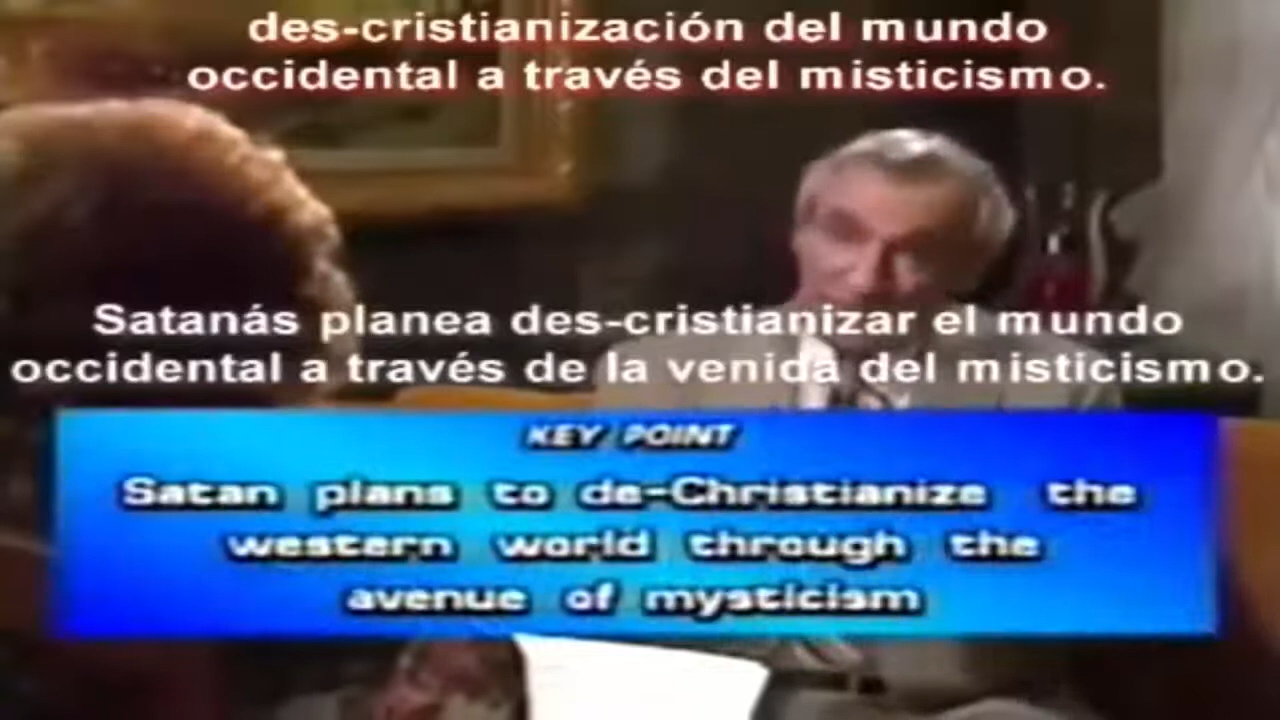 des-cristianización del mundo
occidental a través del misticismo.
Satanás planea des-cristianizar el mundo
occidental a través de la venida del misticismo.
KEY POINT
Satan plans to de-Christianize the
western world through the
avenue of mysticism